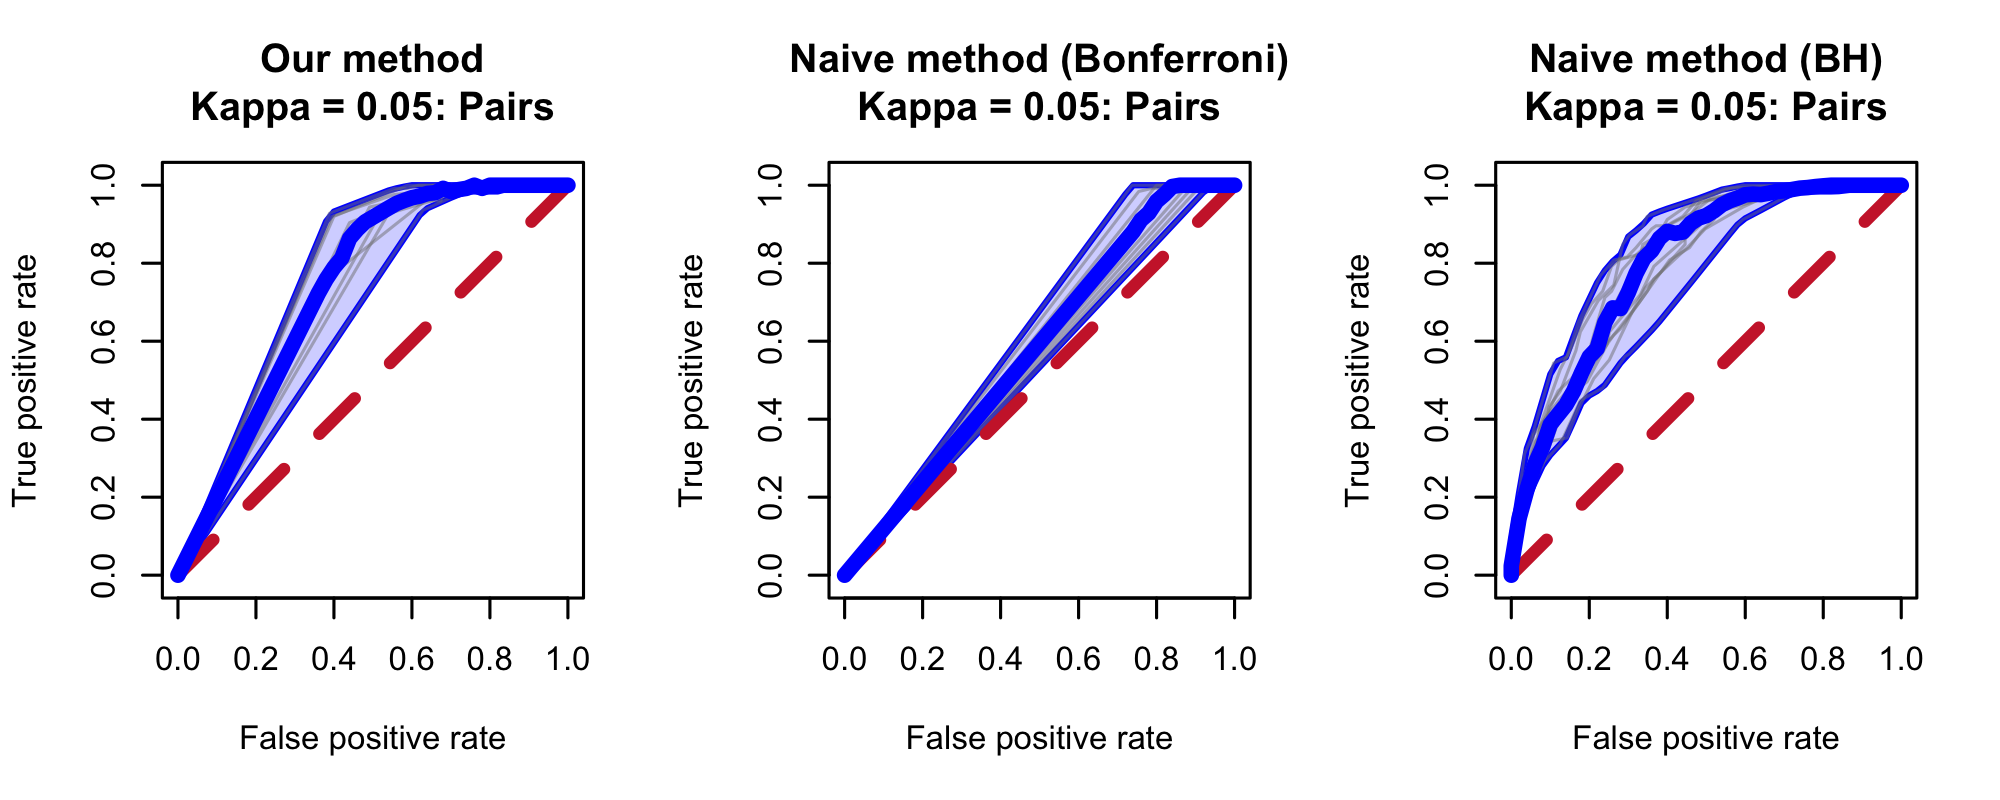 Our method
Kappa = 0.05: Pairs
True positive rate
1.0
0.8
0.6
0.4
0.2
0.0
0.0 0.2 0.4 0.6 0.8 1.0
False positive rate
Naive method (Bonferroni)
Kappa = 0.05: Pairs
True positive rate
1.0
0.8
0.6
0.4
0.2
0.0
0.0 0.2 0.4 0.6 0.8 1.0
False positive rate
Naive method (BH)
Kappa = 0.05: Pairs
True positive rate
1.0
0.8
0.6
0.4
0.2
0.0
0.0 0.2 0.4 0.6 0.8 1.0
False positive rate